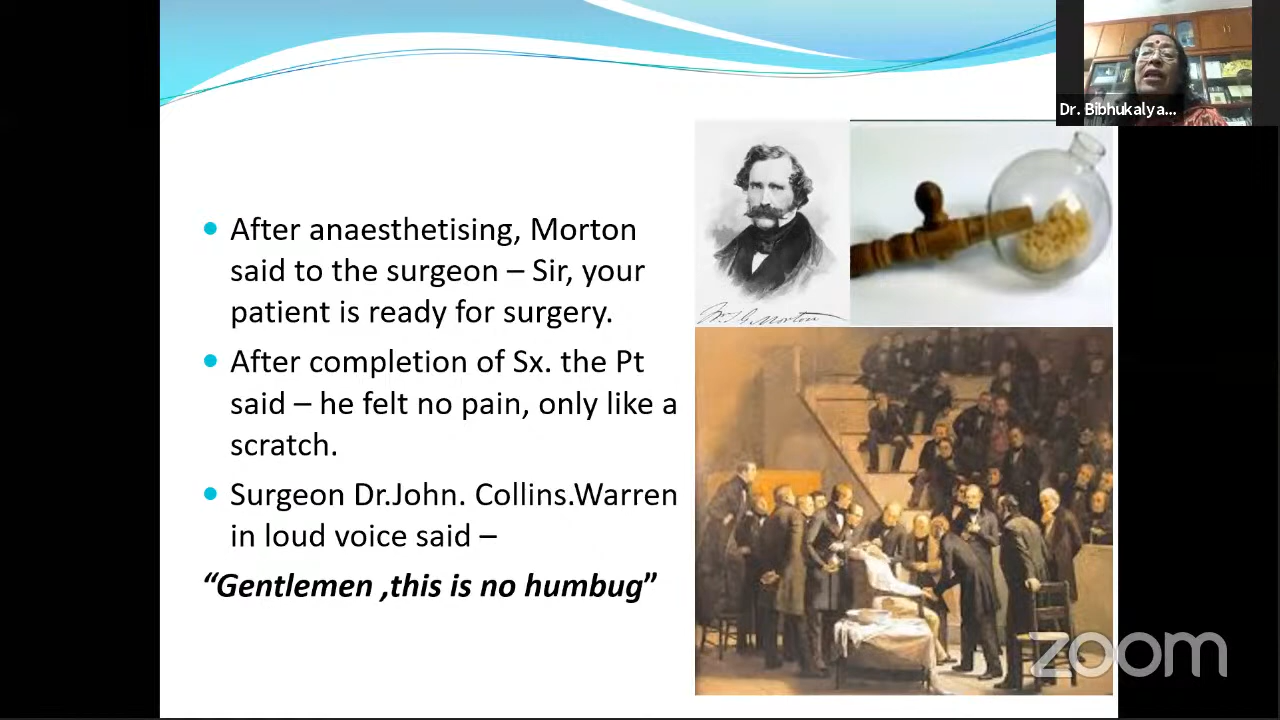 Dr. Bibhukalya...
After anaesthetising, Morton
said to the surgeon – Sir, your
patient is ready for surgery.
After completion of Sx. the Pt
said – he felt no pain, only like a
scratch.
Surgeon Dr.John. Collins.Warren
in loud voice said –
“Gentlemen ,this is no humbug”
Wm. T. G. Morton
zoom